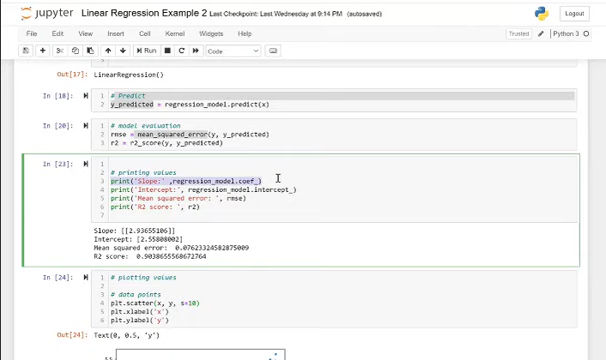 jupyter Linear Regression Example 2 Last Checkpoint: Last Wednesday at 9:14 PM (autosaved)
Logout
File Edit View Insert Cell Kernel Widgets Help
Trusted Python 3
Run Code
3
Out[17]: LinearRegression()
In [18]: 1 # Predict
2 y_predicted = regression_model.predict(x)
In [20]: 1 # model evaluation
2 rmse = mean_squared_error(y, y_predicted)
3 r2 = r2_score(y, y_predicted)
In [23]: 1
2 # printing values
3 print('Slope:' ,regression_model.coef_)
4 print('Intercept:', regression_model.intercept_)
5 print('Mean squared error: ', rmse)
6 print('R2 score: ', r2)
7
Slope: [[2.93655106]]
Intercept: [2.55808002]
Mean squared error: 0.07623324582875009
R2 score: 0.9038655568672764
In [24]: 1 # plotting values
2
3 # data points
4 plt.scatter(x, y, s=10)
5 plt.xlabel('x')
6 plt.ylabel('y')
Out[24]: Text(0, 0.5, 'y')